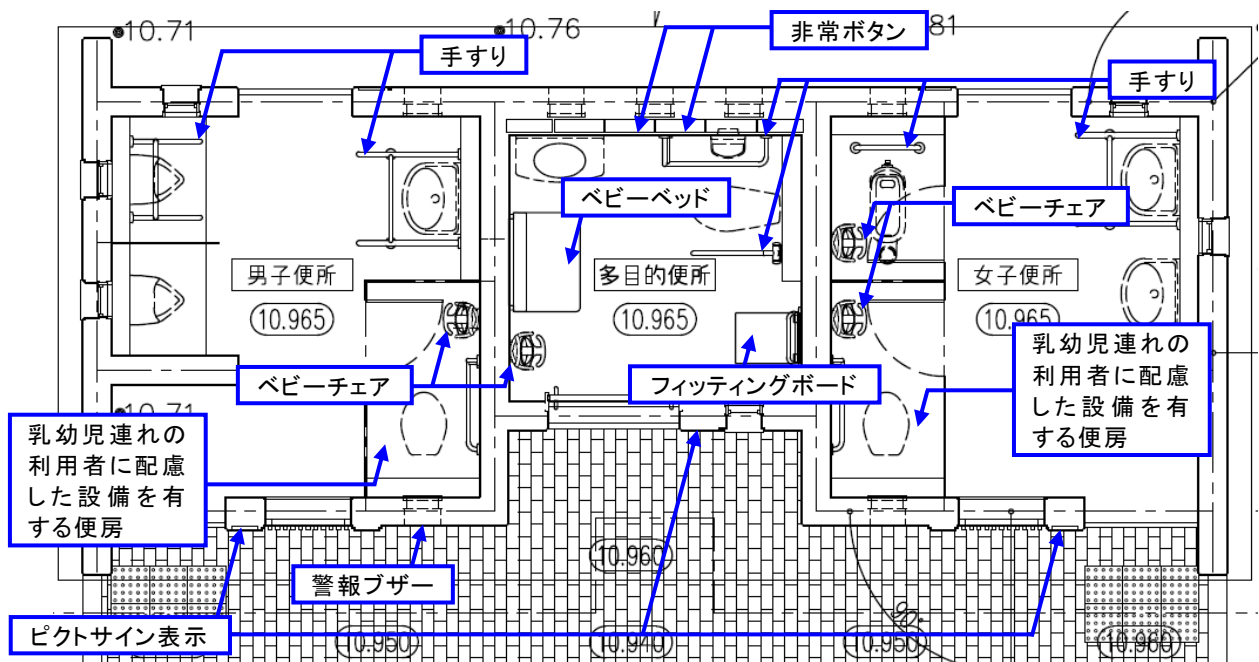 10.71
10.76
81
手すり
非常ボタン
手すり
ベビーベッド
ベビーチェア
男子便所
10.965
多目的便所
10.965
女子便所
10.965
ベビーチェア
フィッティングボード
乳幼児連れの
利用者に配慮
した設備を有
する便房
10.71
乳幼児連れの
利用者に配慮
した設備を有
する便房
10.960
警報ブザー
ピクトサイン表示
10.950
10.940
10.950
10.960